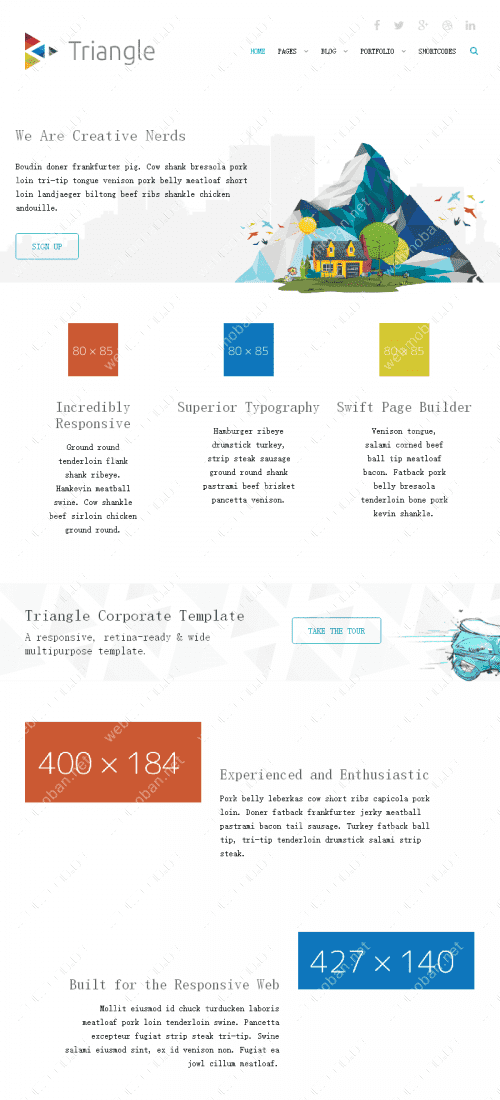 Triangle
HOME PAGES BLOG PORTFOLIO SHORTCODES
We Are Creative Nerds
Boudin doner frankfurter pig. Cow shank bresaola pork
loin tri-tip tongue venison pork belly meatloaf short
loin landjaeger biltong beef ribs shankle chicken
andouille.
SIGN UP
80 × 85
Incredibly
Responsive
Ground round
tenderloin flank
shank ribeye.
Hamkevin meatball
swine. Cow shankle
beef sirloin chicken
ground round.
80 × 85
Superior Typography
Hamburger ribeye
drumstick turkey,
strip steak sausage
ground round shank
pastrami beef brisket
pancetta venison.
80 × 85
Swift Page Builder
Venison tongue,
salami corned beef
ball tip meatloaf
bacon. Fatback pork
belly bresaola
tenderloin bone pork
kevin shankle.
Triangle Corporate Template
A responsive, retina-ready & wide
multipurpose template.
TAKE THE TOUR
400 × 184
Experienced and Enthusiastic
Pork belly leberkas cow short ribs capicola pork
loin. Doner fatback frankfurter jerky meatball
pastrami bacon tail sausage. Turkey fatback ball
tip, tri-tip tenderloin drumstick salami strip
steak.
427 × 140
Built for the Responsive Web
Mollit eiusmod id chuck turducken laboris
meatloaf pork loin tenderloin swine. Pancetta
excepteur fugiat strip steak tri-tip. Swine
salami eiusmod sint, ex id venison non. Fugiat ea
jowl cillum meatloaf.